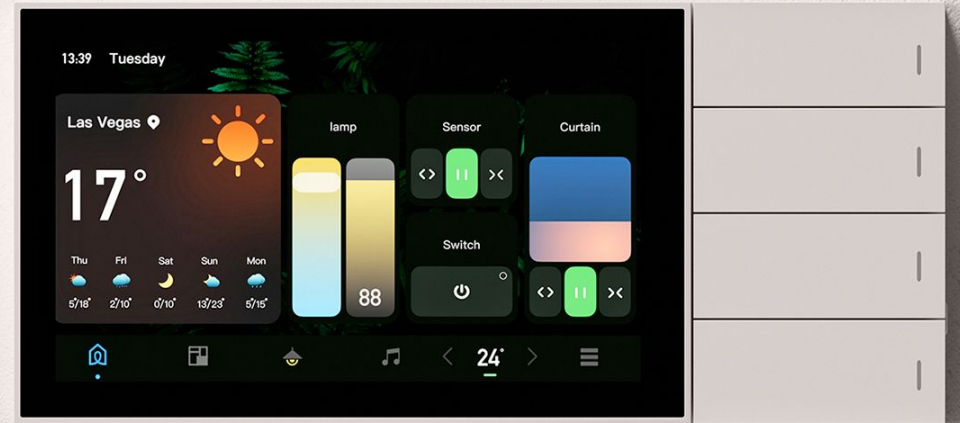 13:39 Tuesday
Las Vegas
17°
Thu Fri Sat Sun Mon
5/18° 2/10° 0/10° 13/23° 5/15°
lamp
88
Sensor
Switch
Curtain
24°